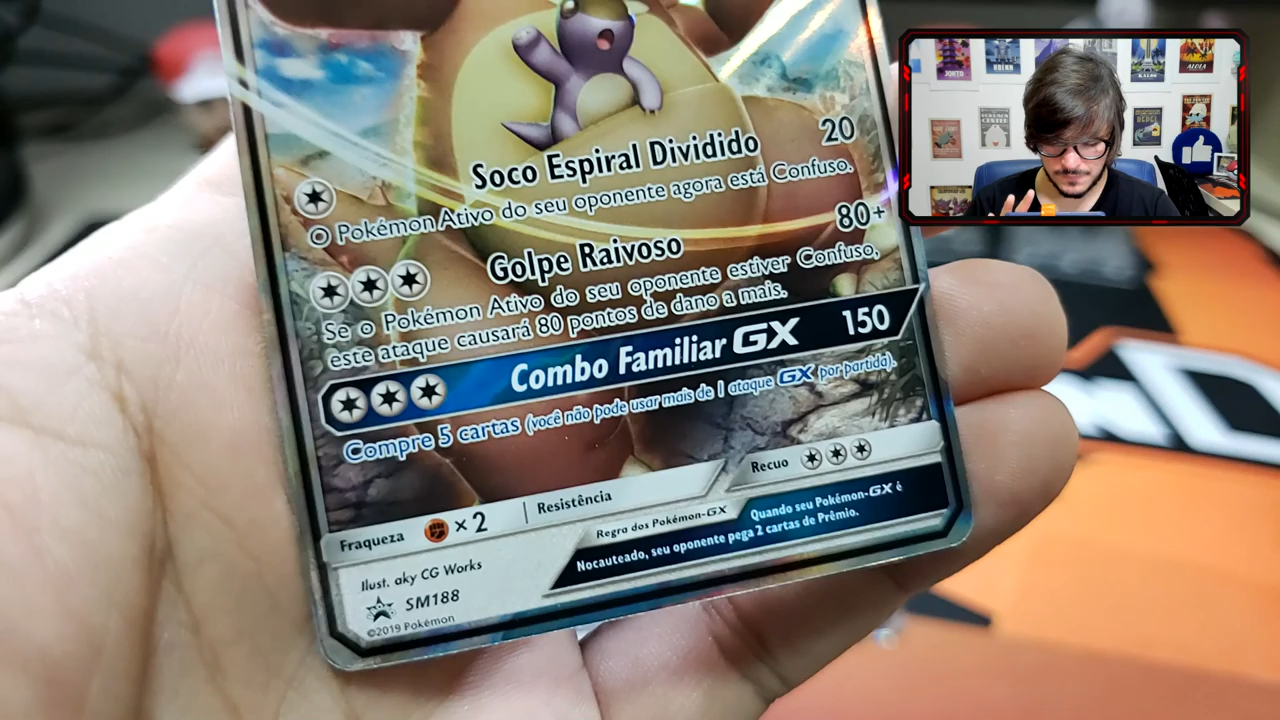 Soco Espiral Dividido 20
O Pokémon Ativo do seu oponente agora está Confuso.
Golpe Raivoso 80+
Se o Pokémon Ativo do seu oponente estiver Confuso,
este ataque causará 80 pontos de dano a mais.
Combo Familiar GX 150
Compre 5 cartas (você não pode usar mais de 1 ataque GX por partida).
Fraqueza ×2 Resistência Recuo
Regra dos Pokémon-GX
Quando seu Pokémon-GX é
Nocauteado, seu oponente pega 2 cartas de Prêmio.
Ilust. aky CG Works
SM188
©2019 Pokémon
JOHTO